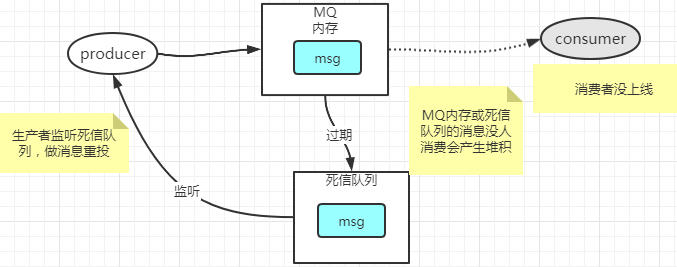 MQ
内存
msg
producer
consumer
消费者没上线
MQ内存或死信
队列的消息没人
消费会产生堆积
过期
生产者监听死信队
列，做消息重投
监听
死信队列
msg